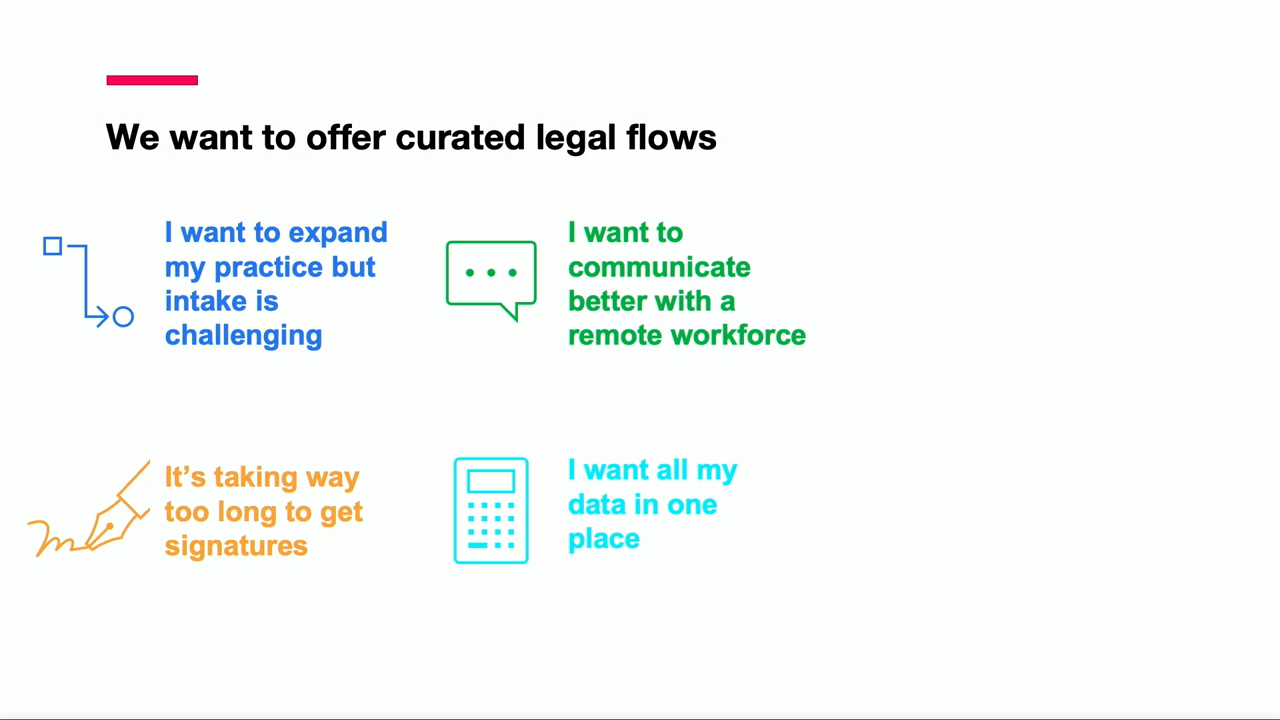 We want to offer curated legal flows
I want to expand
my practice but
intake is
challenging
I want to
communicate
better with a
remote workforce
It’s taking way
too long to get
signatures
I want all my
data in one
place